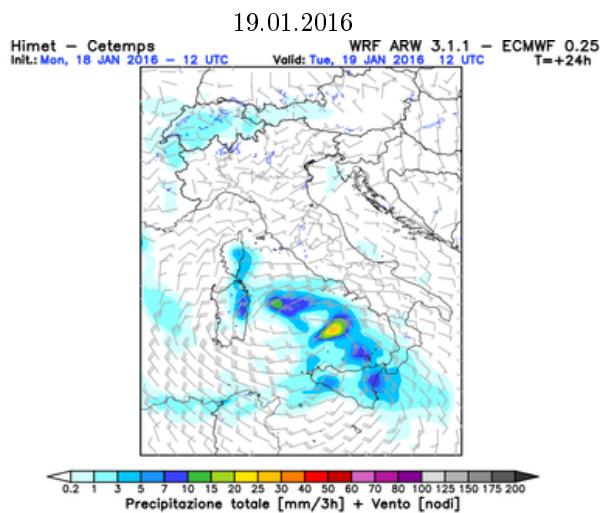 19.01.2016
Himet – Cetemps WRF ARW 3.1.1 – ECMWF 0.25
Init.: Mon, 18 JAN 2016 – 12 UTC Valid: Tue, 19 JAN 2016 12 UTC T=+24h
0.2 1 3 5 7 10 15 20 25 30 40 50 60 70 80 100 125 150 175 200
Precipitazione totale [mm/3h] + Vento [nodi]